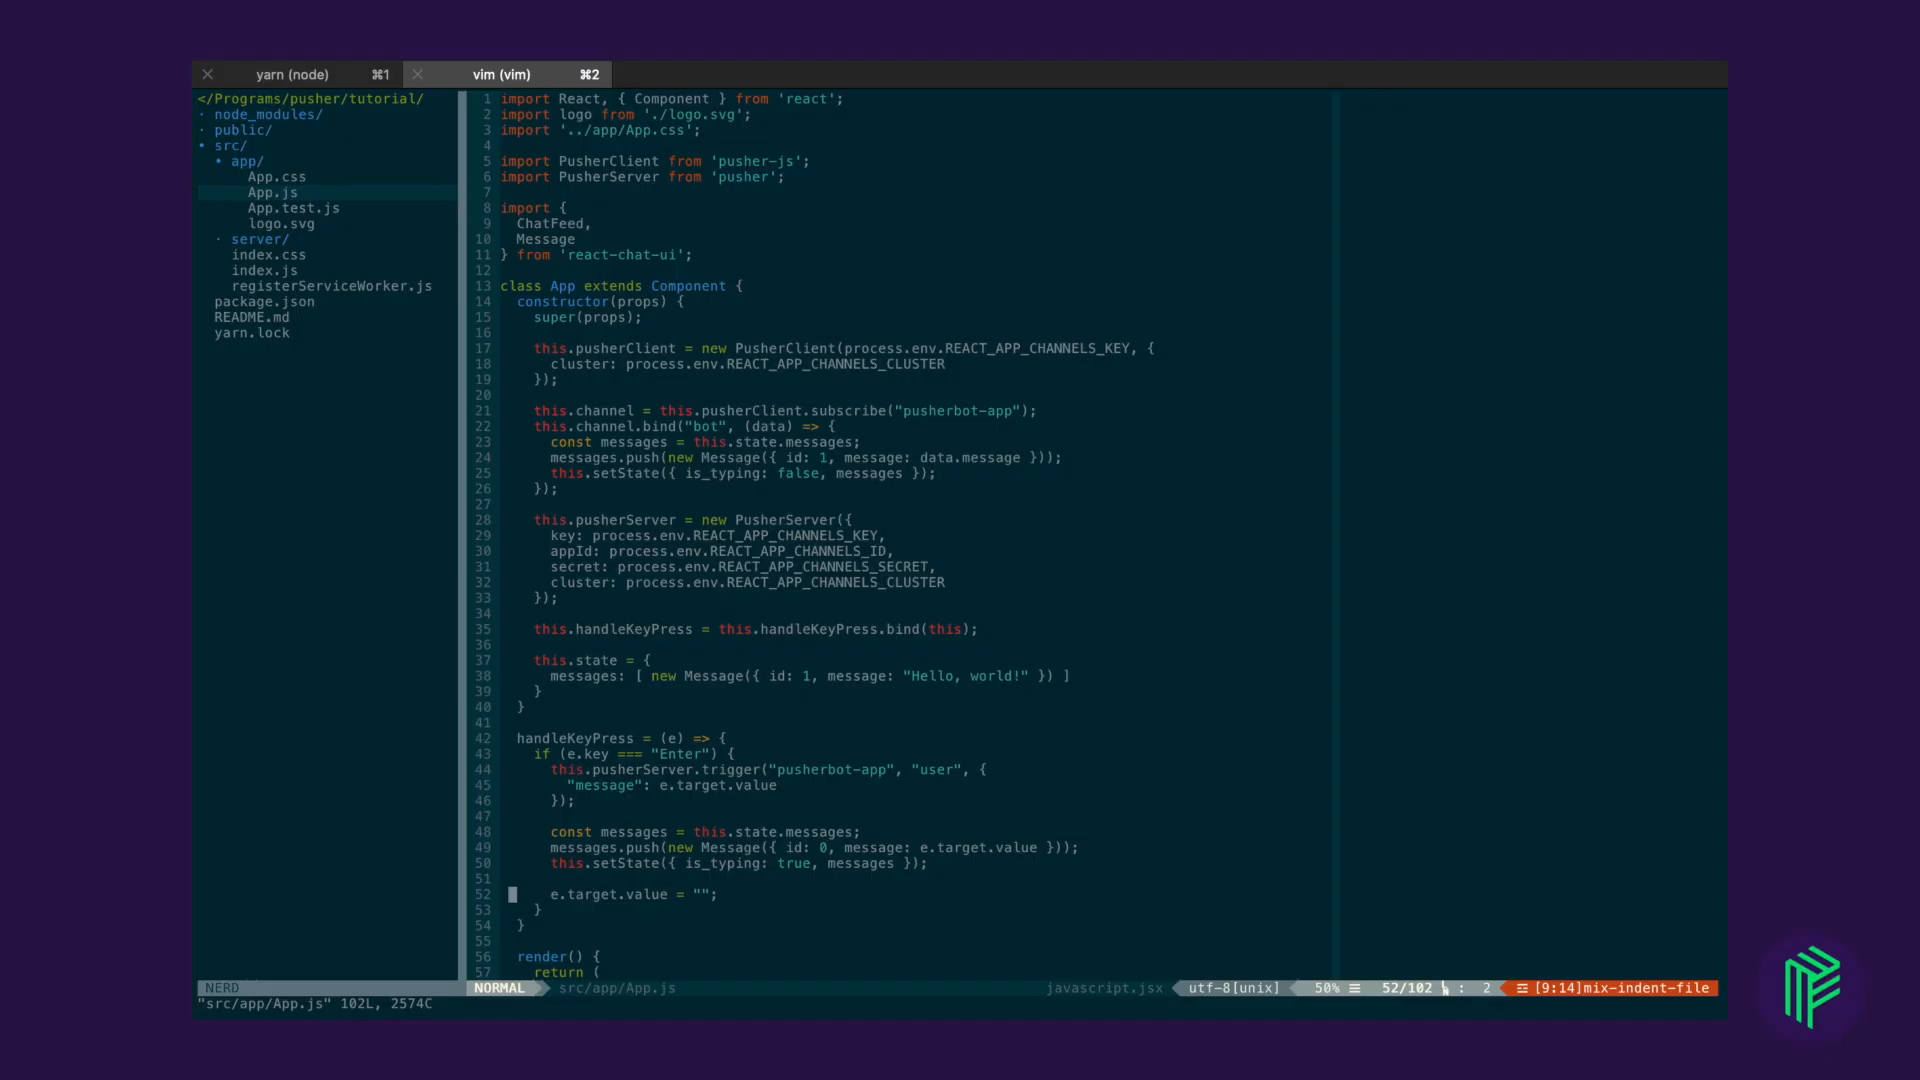 yarn (node) ⌘1 vim (vim) ⌘2
</Programs/pusher/tutorial/
· node_modules/
· public/
• src/
• app/
App.css
App.js
App.test.js
logo.svg
· server/
index.css
index.js
registerServiceWorker.js
package.json
README.md
yarn.lock
1 import React, { Component } from 'react';
2 import logo from './logo.svg';
3 import '../app/App.css';
4
5 import PusherClient from 'pusher-js';
6 import PusherServer from 'pusher';
7
8 import {
9   ChatFeed,
10   Message
11 } from 'react-chat-ui';
12
13 class App extends Component {
14   constructor(props) {
15     super(props);
16
17     this.pusherClient = new PusherClient(process.env.REACT_APP_CHANNELS_KEY, {
18       cluster: process.env.REACT_APP_CHANNELS_CLUSTER
19     });
20
21     this.channel = this.pusherClient.subscribe("pusherbot-app");
22     this.channel.bind("bot", (data) => {
23       const messages = this.state.messages;
24       messages.push(new Message({ id: 1, message: data.message }));
25       this.setState({ is_typing: false, messages });
26     });
27
28     this.pusherServer = new PusherServer({
29       key: process.env.REACT_APP_CHANNELS_KEY,
30       appId: process.env.REACT_APP_CHANNELS_ID,
31       secret: process.env.REACT_APP_CHANNELS_SECRET,
32       cluster: process.env.REACT_APP_CHANNELS_CLUSTER
33     });
34
35     this.handleKeyPress = this.handleKeyPress.bind(this);
36
37     this.state = {
38       messages: [ new Message({ id: 1, message: "Hello, world!" }) ]
39     }
40   }
41
42   handleKeyPress = (e) => {
43     if (e.key === "Enter") {
44       this.pusherServer.trigger("pusherbot-app", "user", {
45         "message": e.target.value
46       });
47
48       const messages = this.state.messages;
49       messages.push(new Message({ id: 0, message: e.target.value }));
50       this.setState({ is_typing: true, messages });
51
52       e.target.value = "";
53     }
54   }
55
56   render() {
57     return (
NERD NORMAL src/app/App.js javascript.jsx utf-8[unix] 50% ☰ 52/102 : 2 ☲ [9:14]mix-indent-file
"src/app/App.js" 102L, 2574C